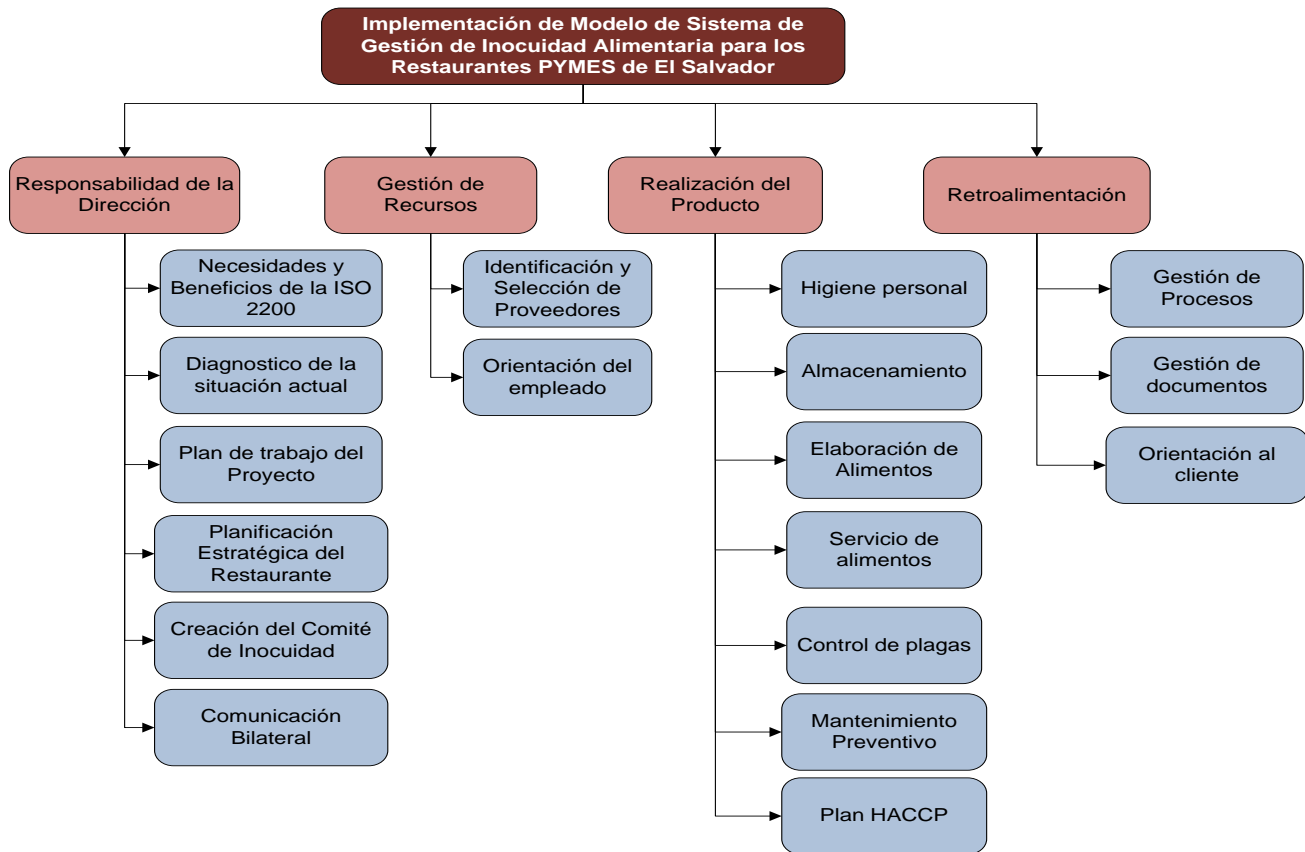 Implementación de Modelo de Sistema de
Gestión de Inocuidad Alimentaria para los
Restaurantes PYMES de El Salvador
Responsabilidad de la
Dirección
Necesidades y
Beneficios de la ISO
2200
Diagnostico de la
situación actual
Plan de trabajo del
Proyecto
Planificación
Estratégica del
Restaurante
Creación del Comité
de Inocuidad
Comunicación
Bilateral
Gestión de
Recursos
Identificación y
Selección de
Proveedores
Orientación del
empleado
Realización del
Producto
Higiene personal
Almacenamiento
Elaboración de
Alimentos
Servicio de
alimentos
Control de plagas
Mantenimiento
Preventivo
Plan HACCP
Retroalimentación
Gestión de
Procesos
Gestión de
documentos
Orientación al
cliente